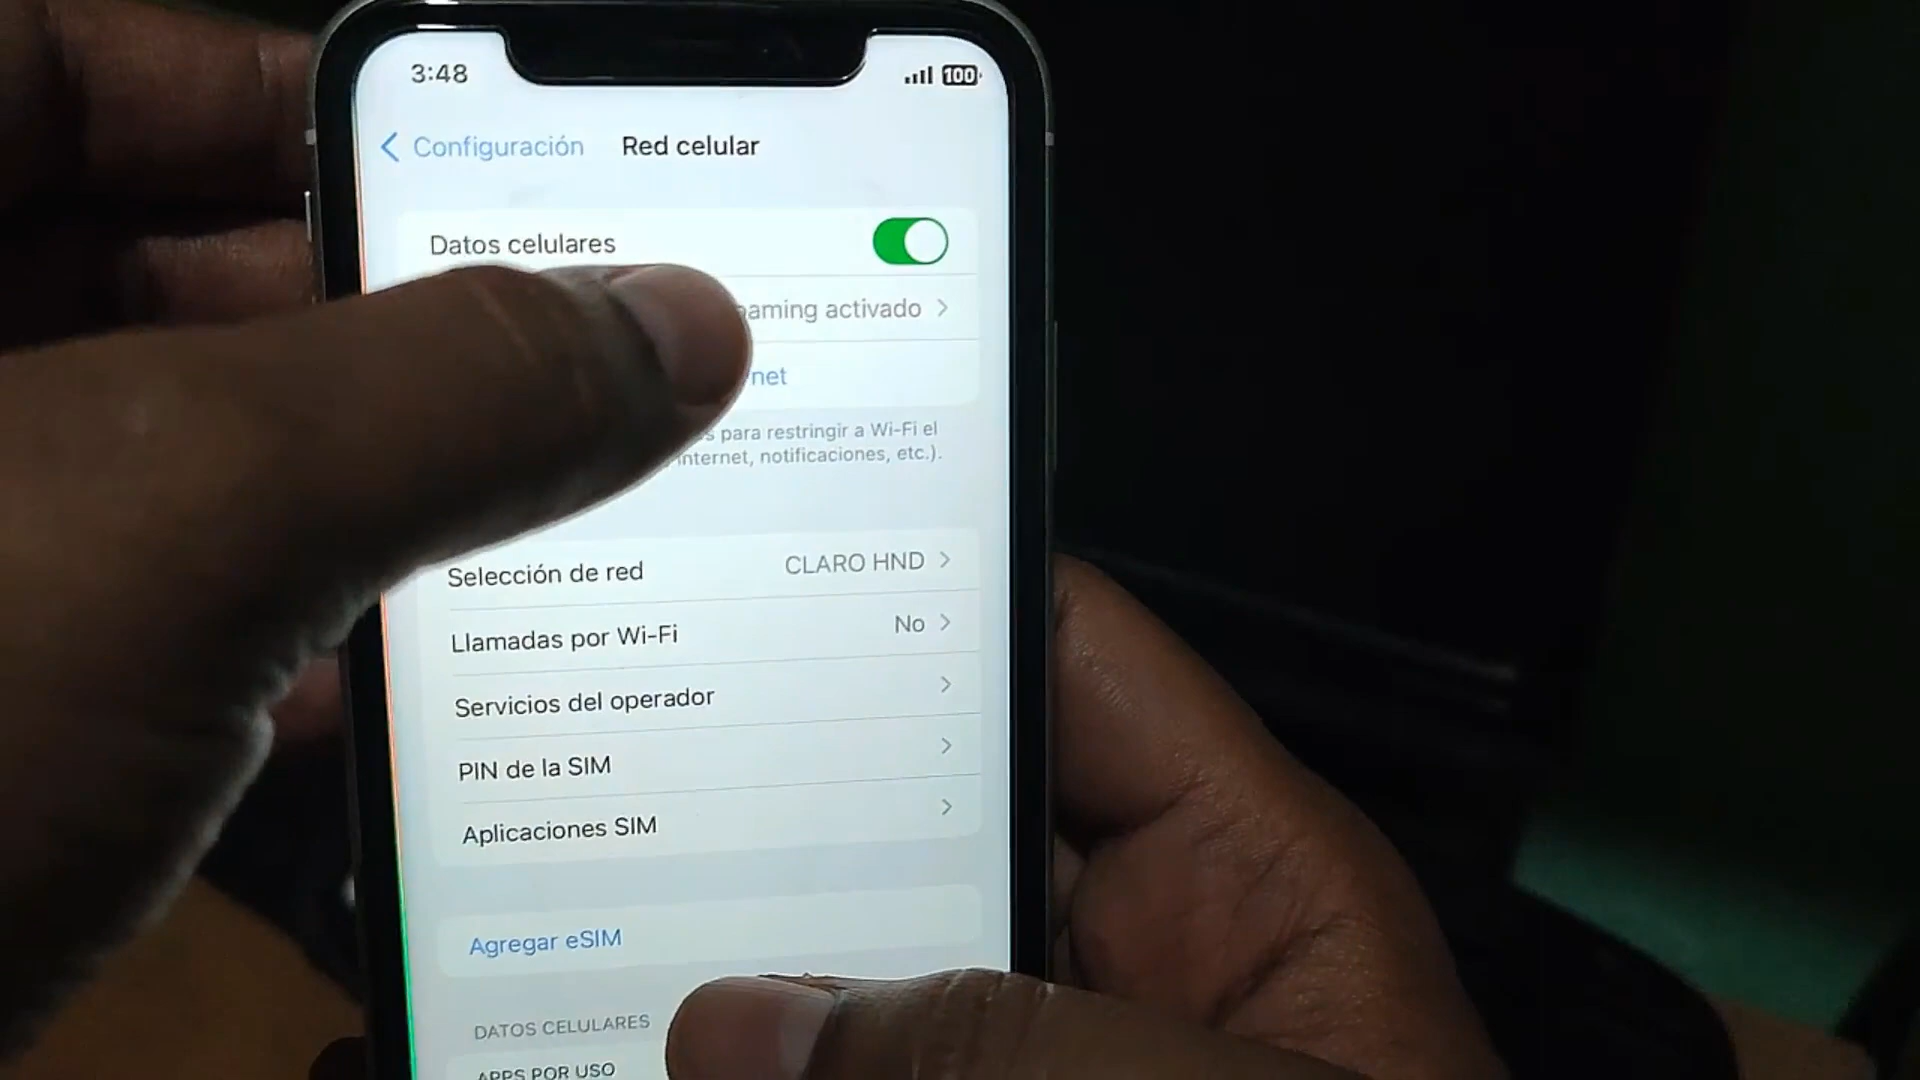 3:48
100
Configuración
Red celular
Datos celulares
activado
para restringir a Wi-Fi el
internet, notificaciones, etc.).
Selección de red
CLARO HND
Llamadas por Wi-Fi
No
Servicios del operador
PIN de la SIM
Aplicaciones SIM
Agregar eSIM
DATOS CELULARES
APPS POR USO